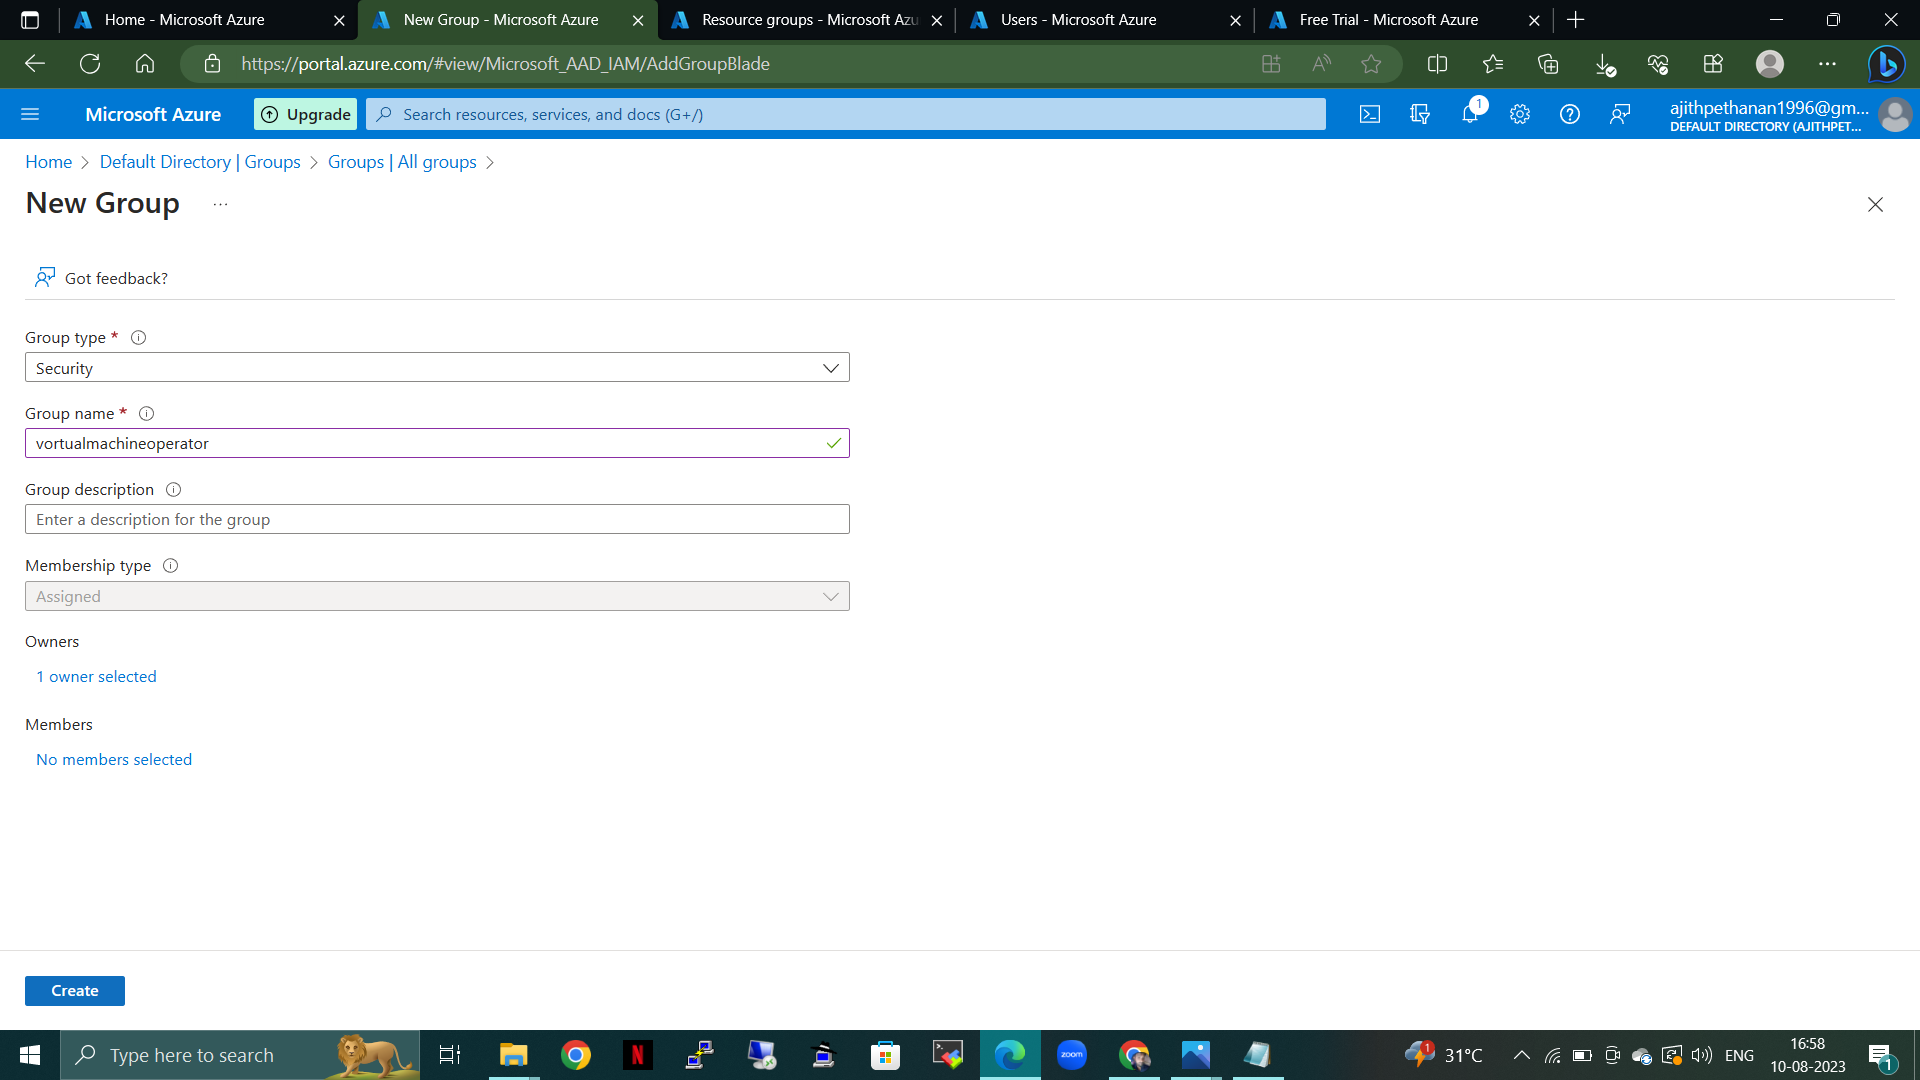 Home - Microsoft Azure
New Group - Microsoft Azure
Resource groups - Microsoft Azu
Users - Microsoft Azure
Free Trial - Microsoft Azure
https://portal.azure.com/#view/Microsoft_AAD_IAM/AddGroupBlade
Microsoft Azure
Upgrade
Search resources, services, and docs (G+/)
1
ajithpethanan1996@gm...
DEFAULT DIRECTORY (AJITHPET...
Home > Default Directory | Groups > Groups | All groups >
New Group ...
Got feedback?
Group type *
Security
Group name *
vortualmachineoperator
Group description
Enter a description for the group
Membership type
Assigned
Owners
1 owner selected
Members
No members selected
Create
Type here to search
N
zoom
1
31°C
ENG
16:58
10-08-2023
1